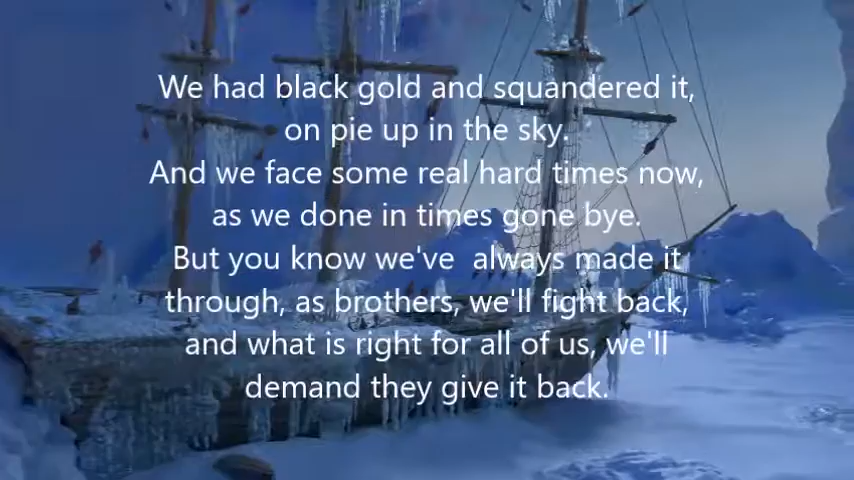 We had black gold and squandered it,
on pie up in the sky.
And we face some real hard times now,
as we done in times gone bye.
But you know we've  always made it
through, as brothers, we'll fight back,
and what is right for all of us, we'll
demand they give it back.